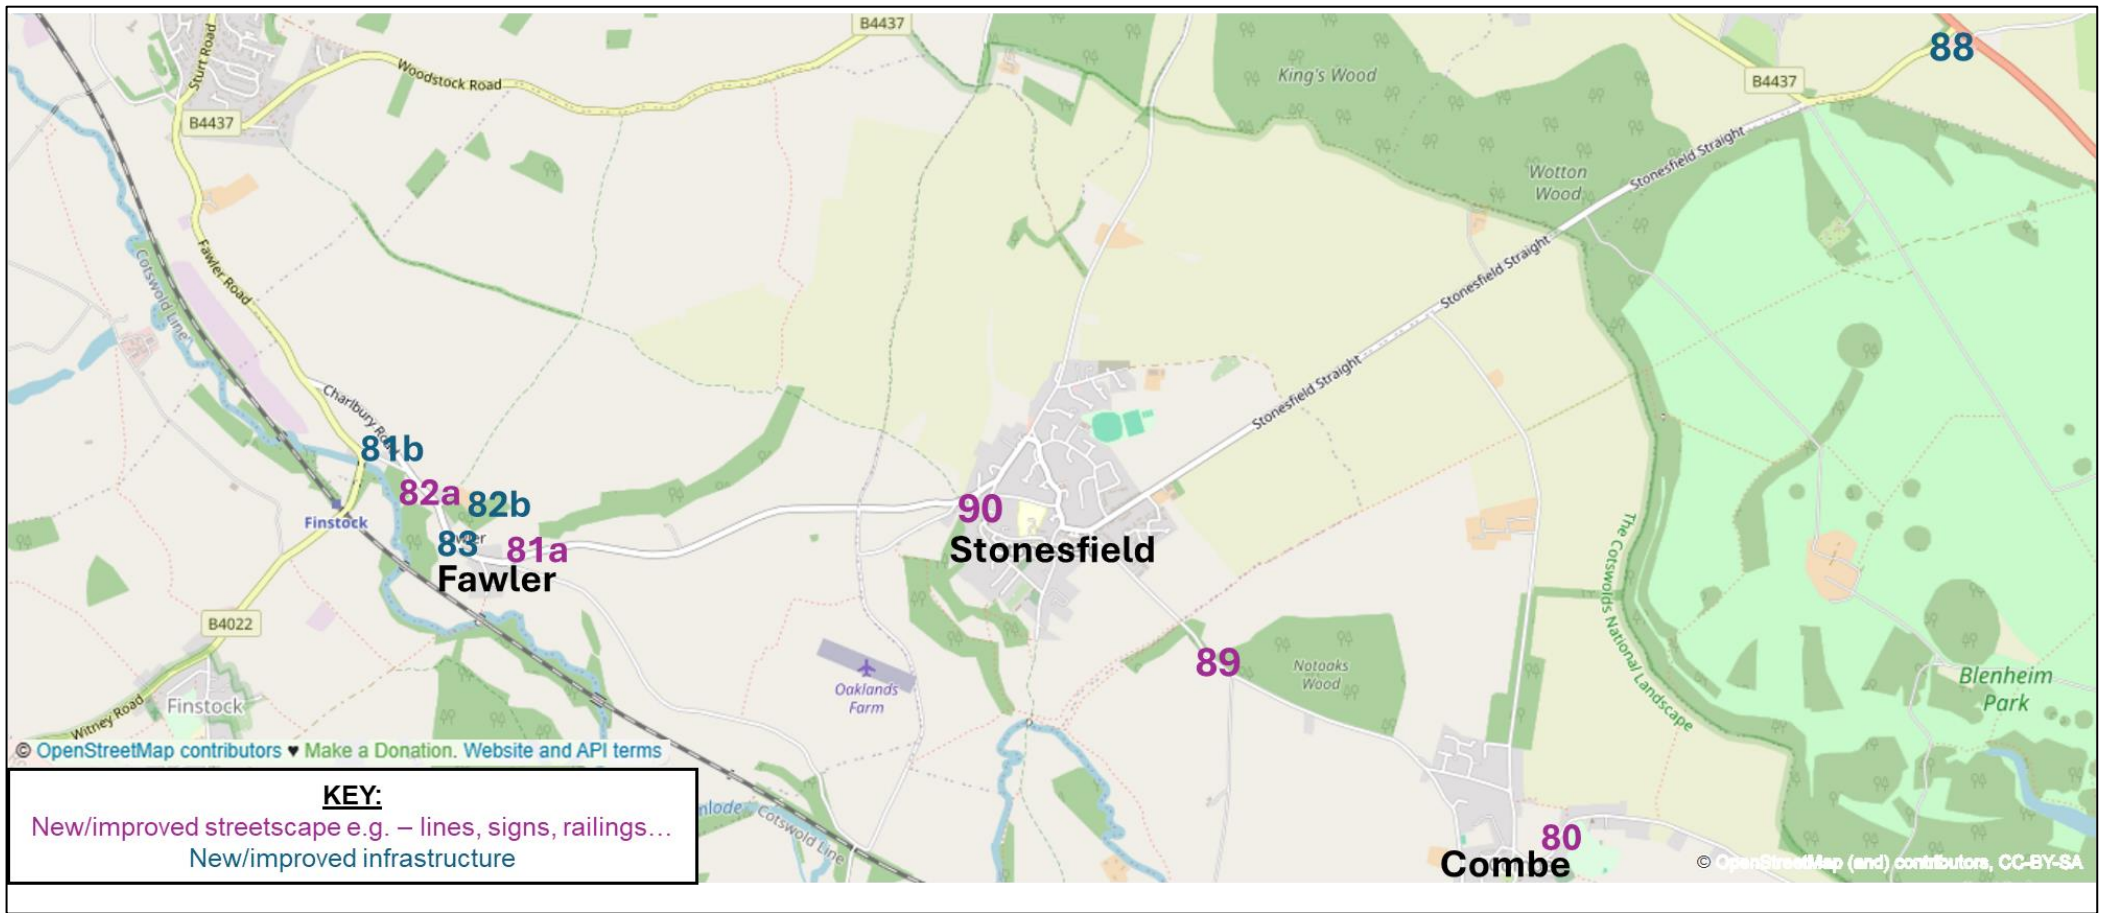 B4437
88
Sturt Road
Woodstock Road
King's Wood
B4437
B4437
Stonesfield Straight
Wotton
Wood
Fawler Road
Cotswold Line
Stonesfield Straight
Charlbury Ro
Stonesfield Straight
81b
82a
82b
90
Finstock
83
81a
Stonesfield
Fawler
The Cotswolds National Landscape
B4022
89
Notoaks
Wood
Oaklands
Farm
Blenheim
Park
Finstock
Witney Road
© OpenStreetMap contributors ♥ Make a Donation. Website and API terms
KEY:
New/improved streetscape e.g. – lines, signs, railings…
New/improved infrastructure
nlode
Cotswold Line
80
Combe
© OpenStreetMap (and) contributors, CC-BY-SA